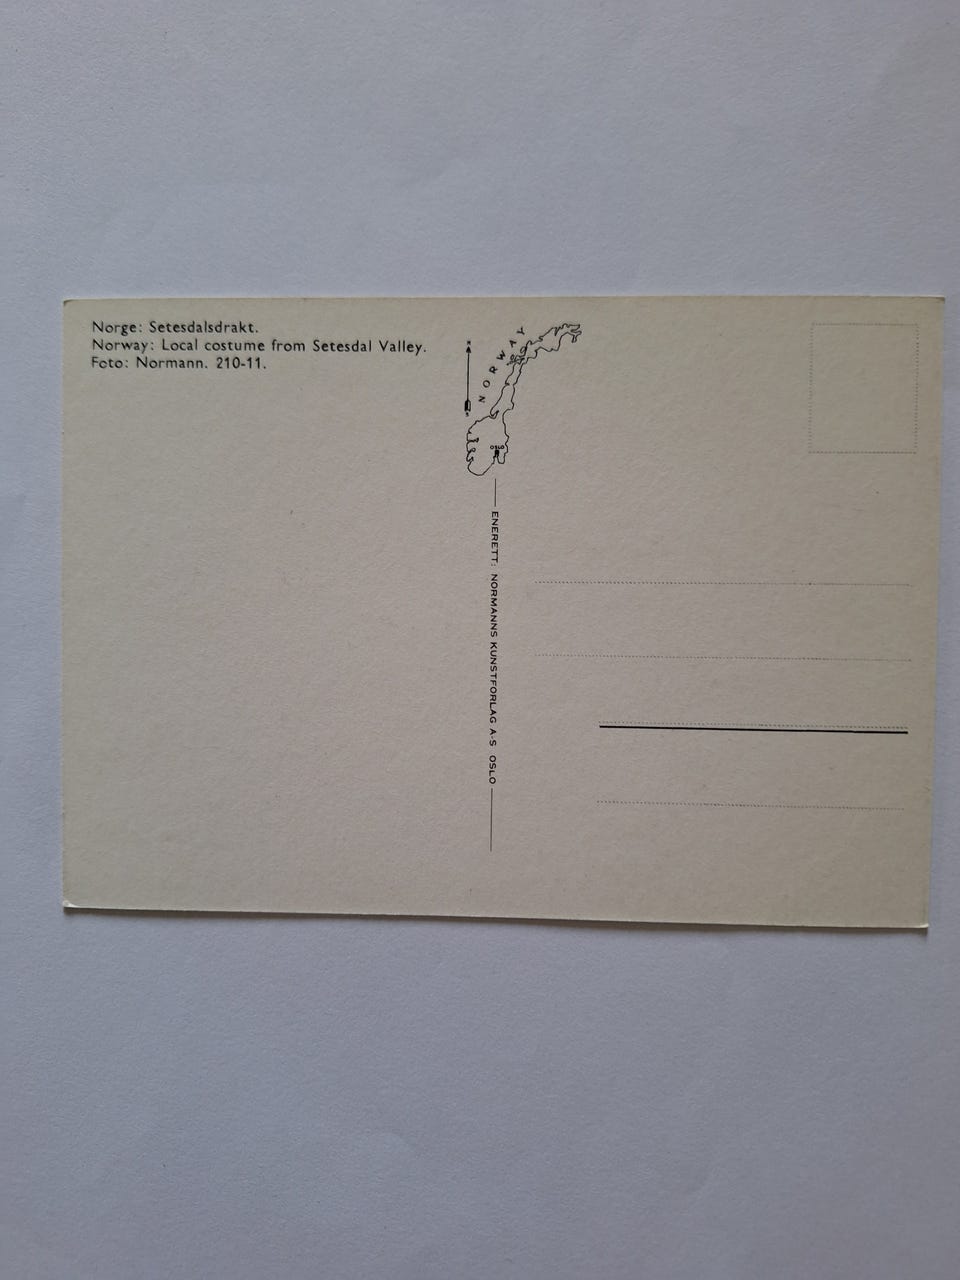 Norge: Setesdalsdrakt.
Norway: Local costume from Setesdal Valley.
Foto: Normann. 210-11.
NORWAY
OSLO
ENERETT: NORMANNS KUNSTFORLAG A-S OSLO